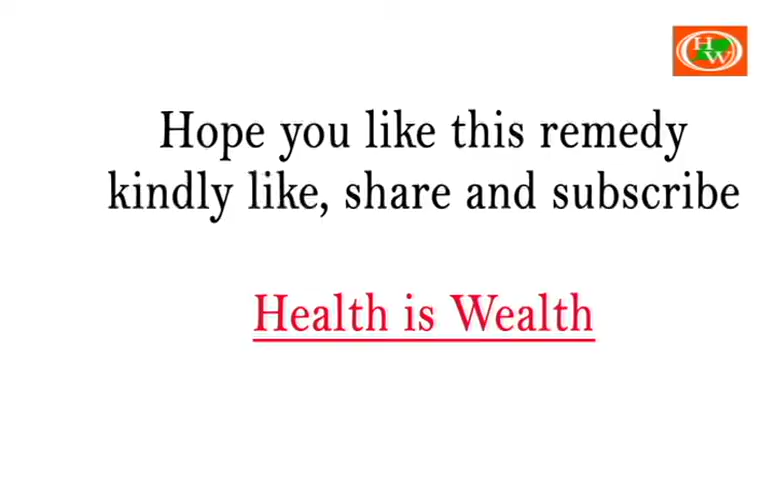 H
W
Hope you like this remedy
kindly like, share and subscribe
Health is Wealth